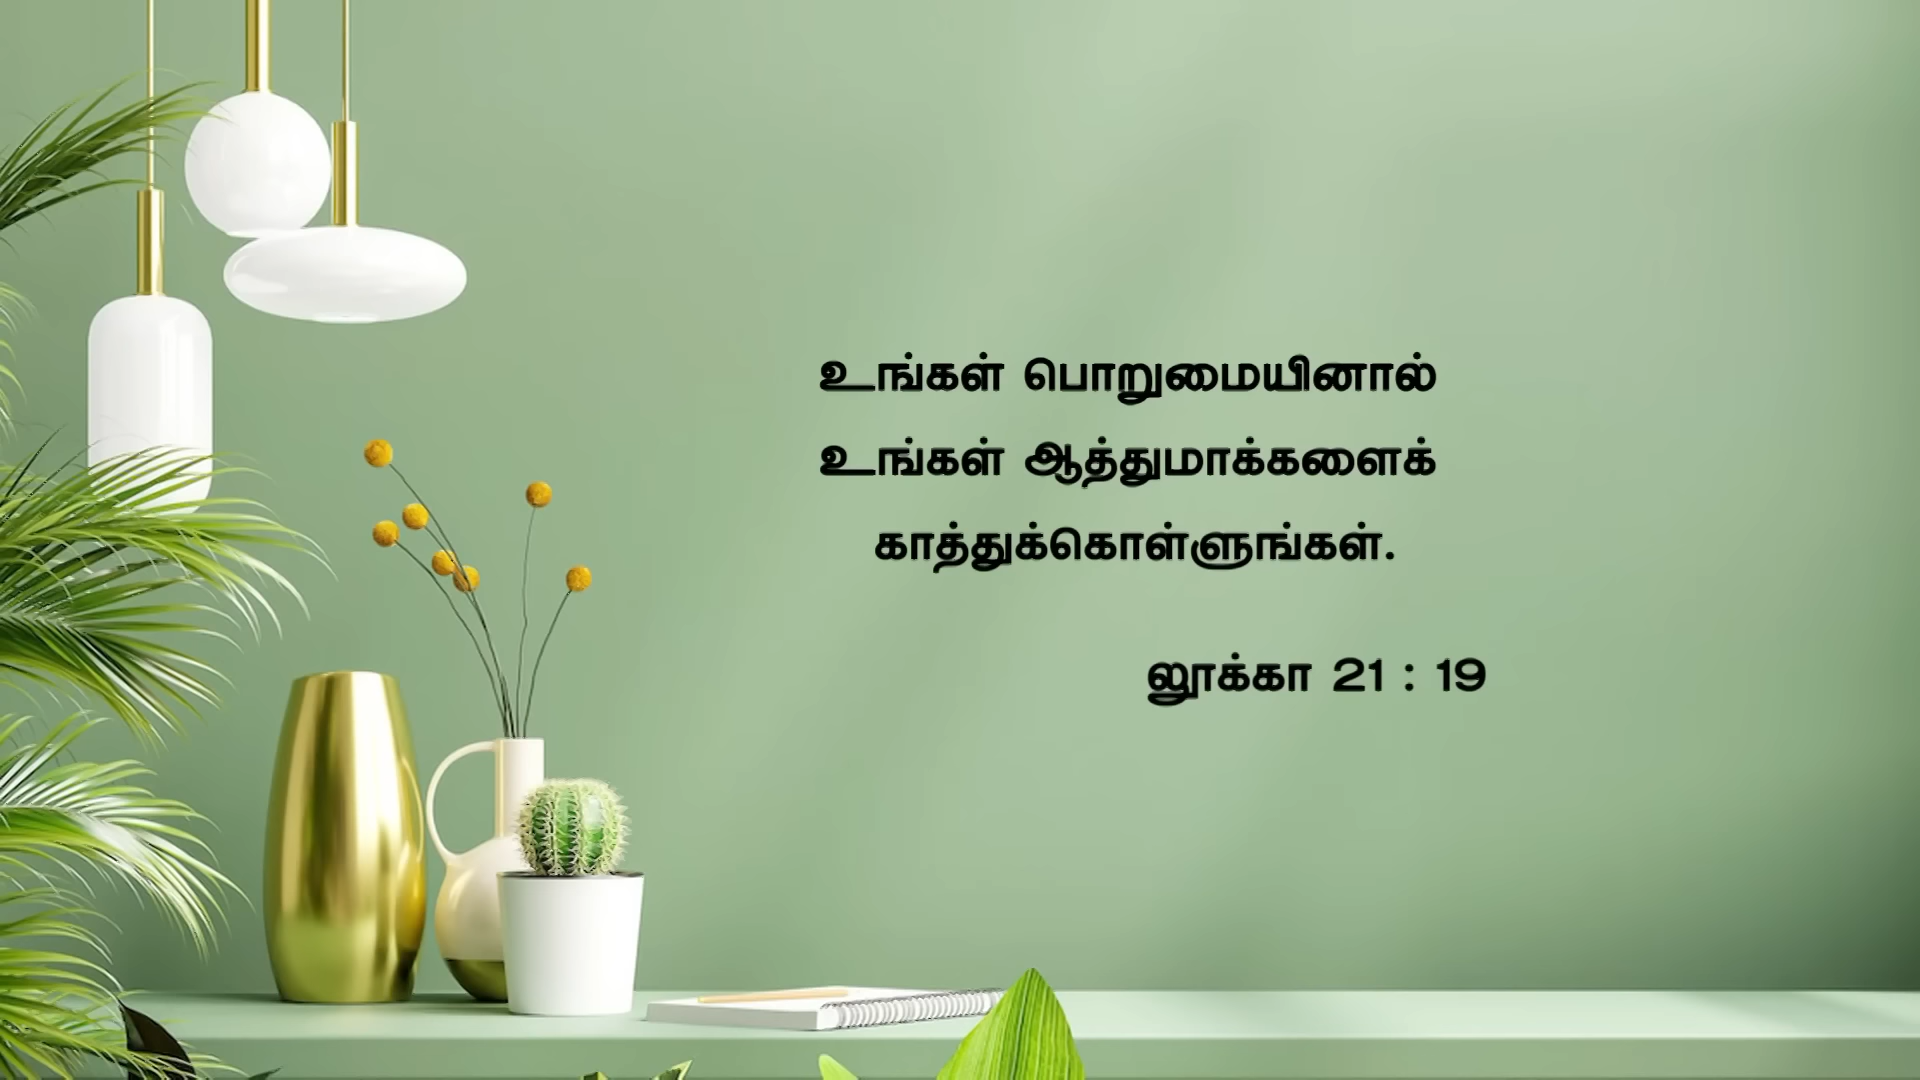 உங்கள் பொறுமையினால்
உங்கள் ஆத்துமாக்களைக்
காத்துக்கொள்ளுங்கள்.
லூக்கா 21 : 19